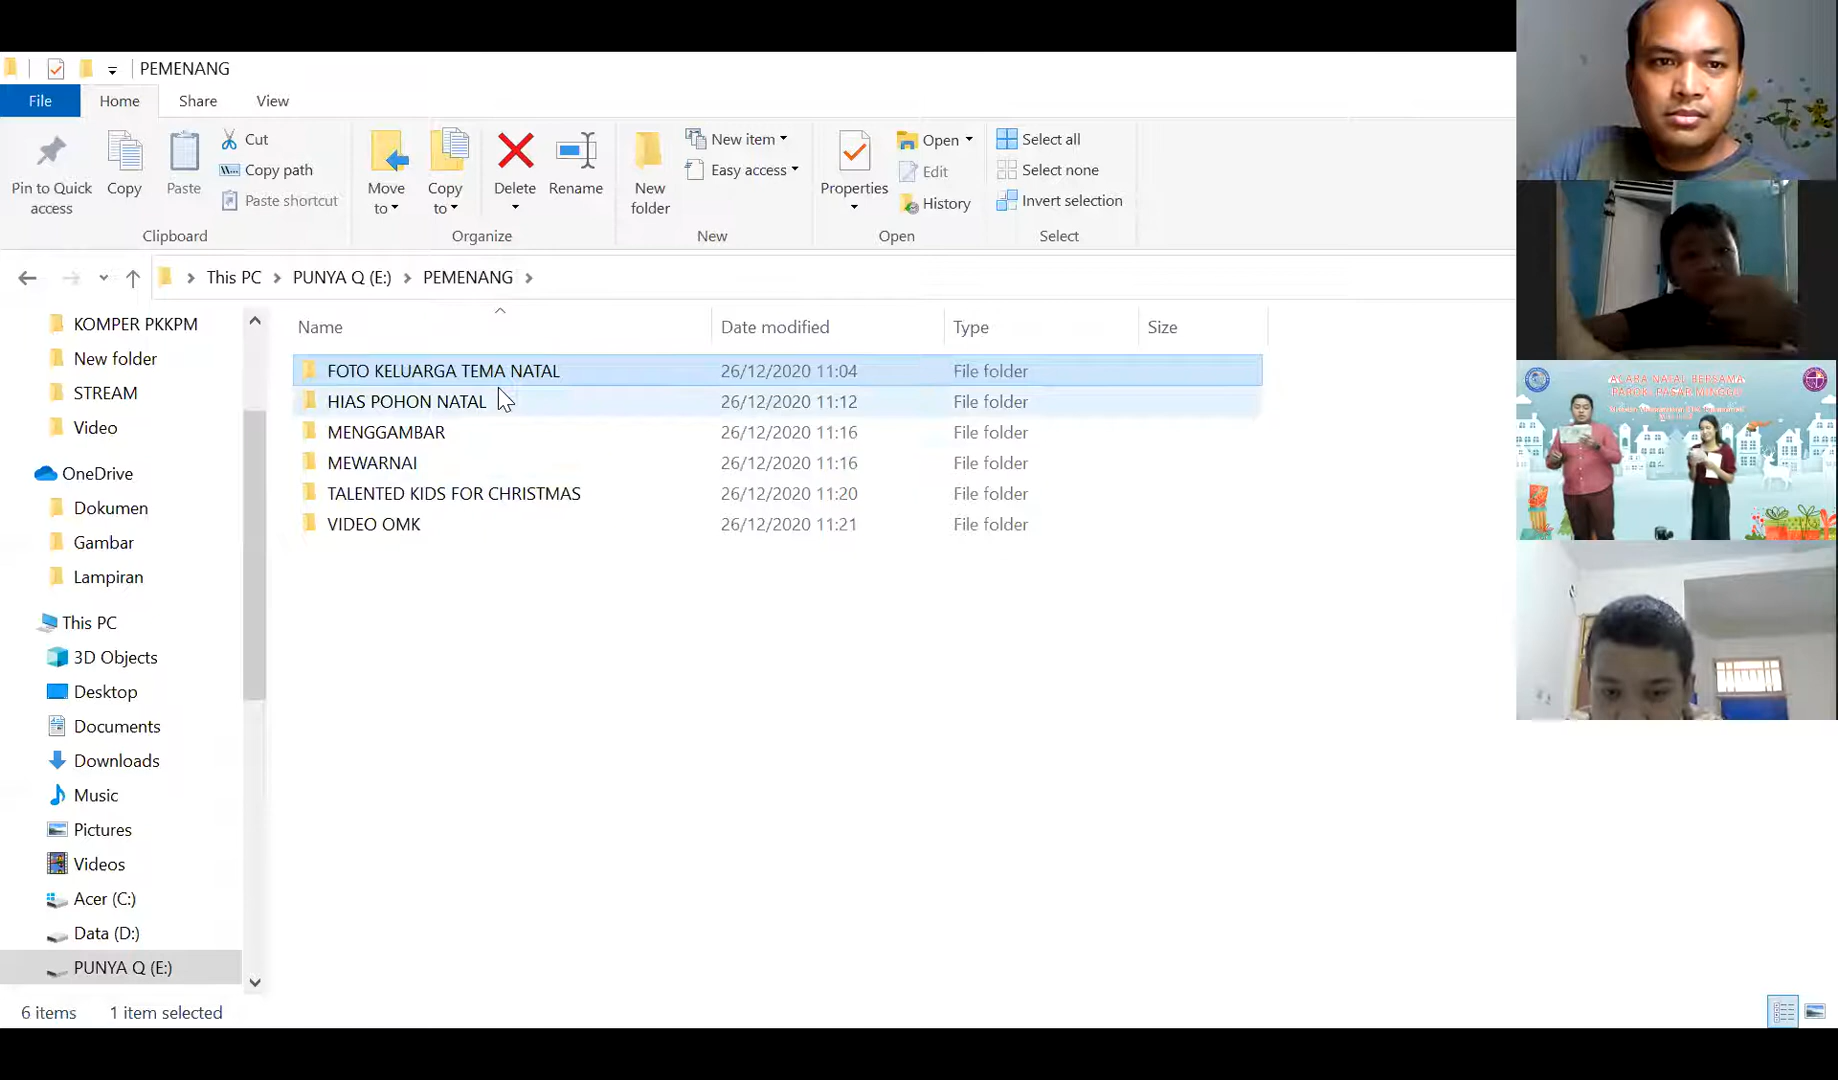 PEMENANG
File
Home
Share
View
Pin to Quick access
Copy
Paste
Cut
Copy path
Paste shortcut
Clipboard
Move to
Copy to
Delete
Rename
Organize
New folder
New item
Easy access
New
Properties
Open
Edit
History
Open
Select all
Select none
Invert selection
Select
This PC
PUNYA Q (E:)
PEMENANG
KOMPER PKKPM
New folder
STREAM
Video
OneDrive
Dokumen
Gambar
Lampiran
This PC
3D Objects
Desktop
Documents
Downloads
Music
Pictures
Videos
Acer (C:)
Data (D:)
PUNYA Q (E:)
Name Date modified Type Size
FOTO KELUARGA TEMA NATAL 26/12/2020 11:04 File folder
HIAS POHON NATAL 26/12/2020 11:12 File folder
MENGGAMBAR 26/12/2020 11:16 File folder
MEWARNAI 26/12/2020 11:16 File folder
TALENTED KIDS FOR CHRISTMAS 26/12/2020 11:20 File folder
VIDEO OMK 26/12/2020 11:21 File folder
6 items 1 item selected
ACARA NATAL BERSAMA
PAROKI PASAR MINGGU